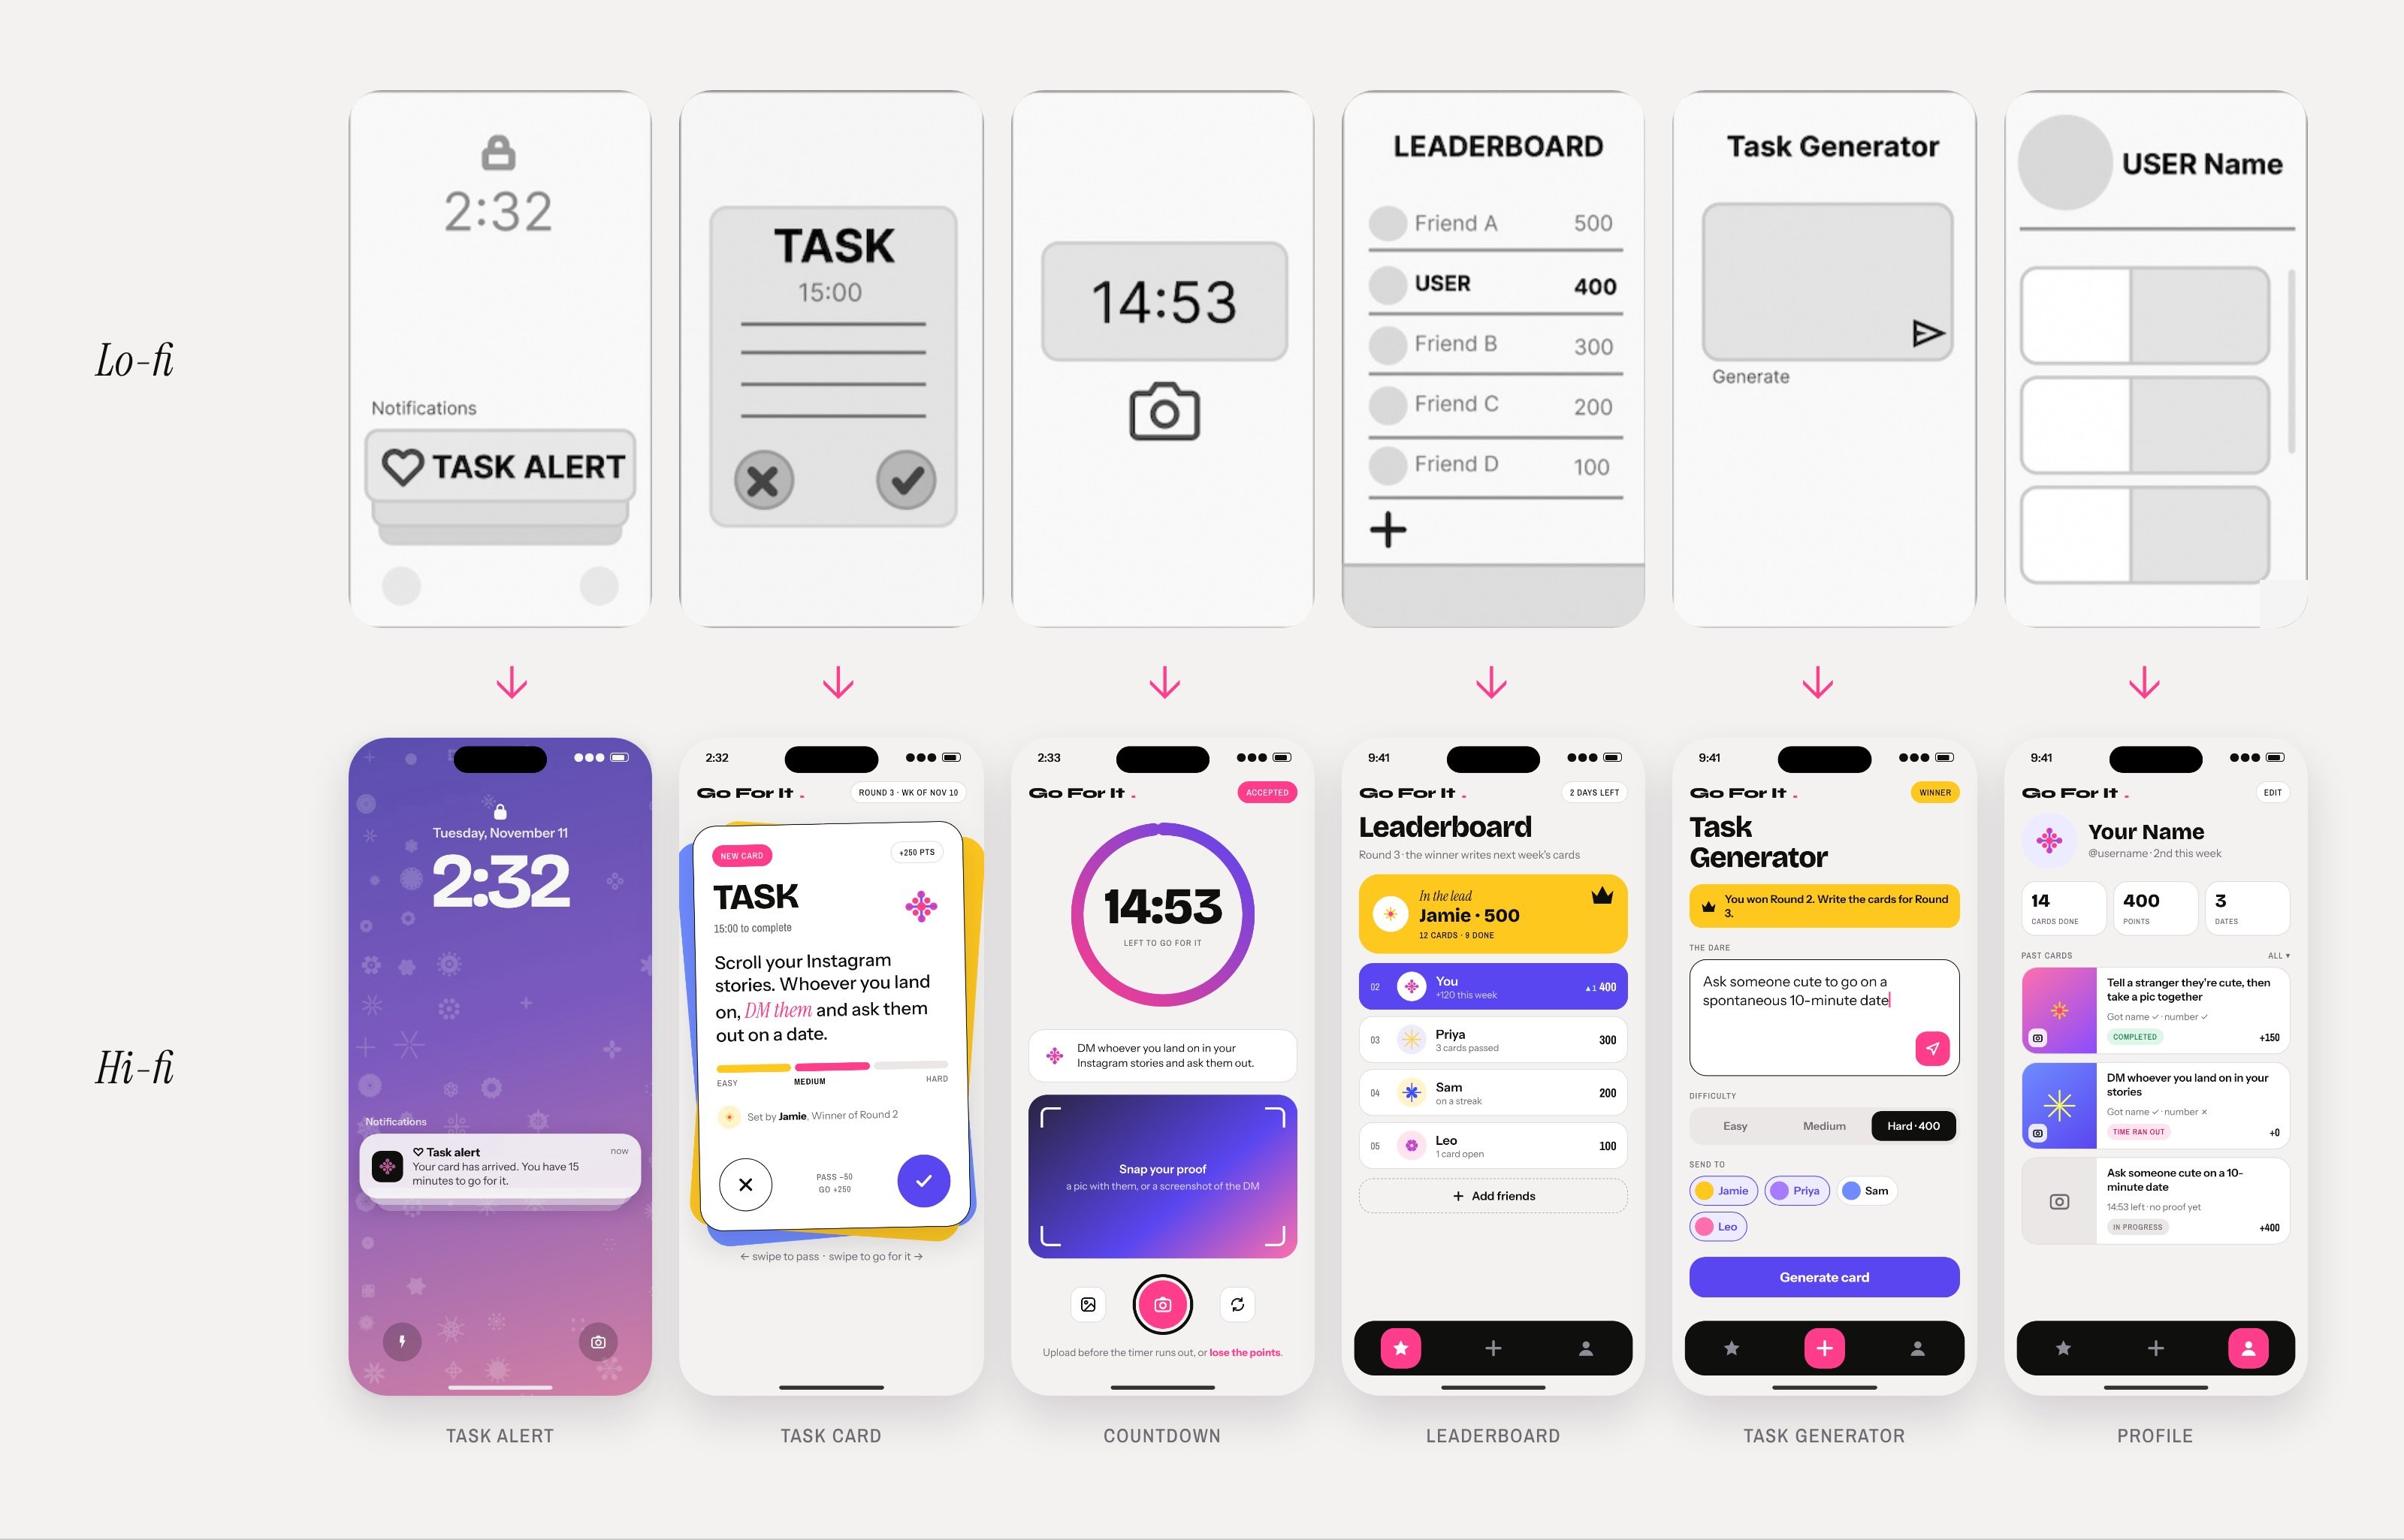 Lo-fi
2:32
Notifications
TASK ALERT
TASK
15:00
14:53
LEADERBOARD
Friend A 500
USER 400
Friend B 300
Friend C 200
Friend D 100
Task Generator
Generate
USER Name
Hi-fi
Tuesday, November 11
2:32
Notifications
♡ Task alert now
Your card has arrived. You have 15
minutes to go for it.
TASK ALERT
2:32
Go For It .
ROUND 3 · WK OF NOV 10
NEW CARD
+250 PTS
TASK
15:00 to complete
Scroll your Instagram
stories. Whoever you land
on, DM them and ask them
out on a date.
EASY MEDIUM HARD
Set by Jamie, Winner of Round 2
PASS –50
GO +250
← swipe to pass · swipe to go for it →
TASK CARD
2:33
Go For It .
ACCEPTED
14:53
LEFT TO GO FOR IT
DM whoever you land on in your
Instagram stories and ask them out.
Snap your proof
a pic with them, or a screenshot of the DM
Upload before the timer runs out, or lose the points.
COUNTDOWN
9:41
Go For It .
2 DAYS LEFT
Leaderboard
Round 3 · the winner writes next week's cards
In the lead
Jamie · 500
12 CARDS · 9 DONE
02 You ▲1 400
+120 this week
03 Priya 300
3 cards passed
04 Sam 200
on a streak
05 Leo 100
1 card open
+ Add friends
LEADERBOARD
9:41
Go For It .
WINNER
Task
Generator
You won Round 2. Write the cards for Round
3.
THE DARE
Ask someone cute to go on a
spontaneous 10-minute date
DIFFICULTY
Easy Medium Hard · 400
SEND TO
Jamie Priya Sam
Leo
Generate card
TASK GENERATOR
9:41
Go For It .
EDIT
Your Name
@username · 2nd this week
14 400 3
CARDS DONE POINTS DATES
PAST CARDS ALL ▾
Tell a stranger they're cute, then
take a pic together
Got name ✓ · number ✓
COMPLETED +150
DM whoever you land on in your
stories
Got name ✓ · number ×
TIME RAN OUT +0
Ask someone cute on a 10-
minute date
14:53 left · no proof yet
IN PROGRESS +400
PROFILE